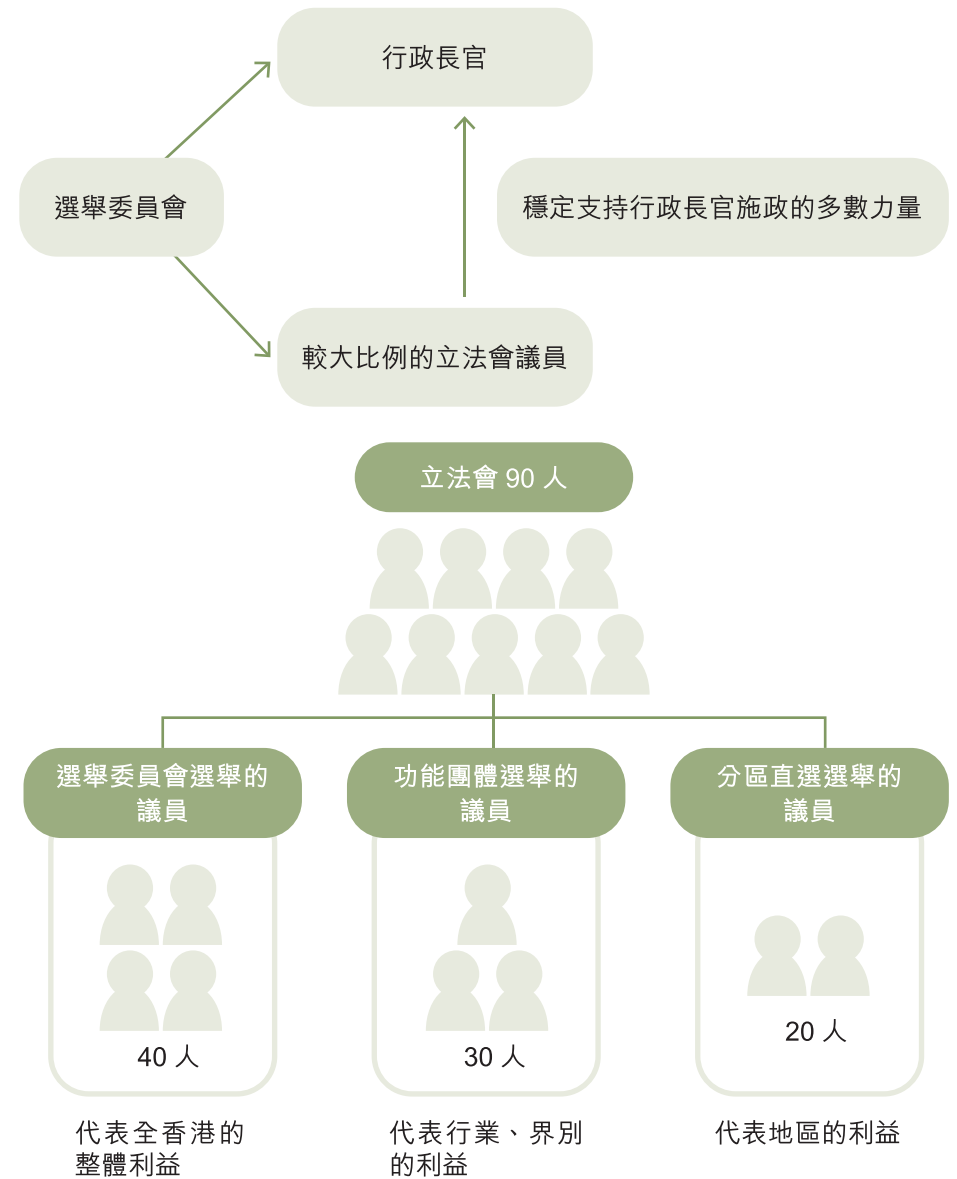 行政長官
選舉委員會
穩定支持行政長官施政的多數力量
較大比例的立法會議員
立法會 90 人
選舉委員會選舉的
議員
40 人
代表全香港的
整體利益
功能團體選舉的
議員
30 人
代表行業、界別
的利益
分區直選選舉的
議員
20 人
代表地區的利益